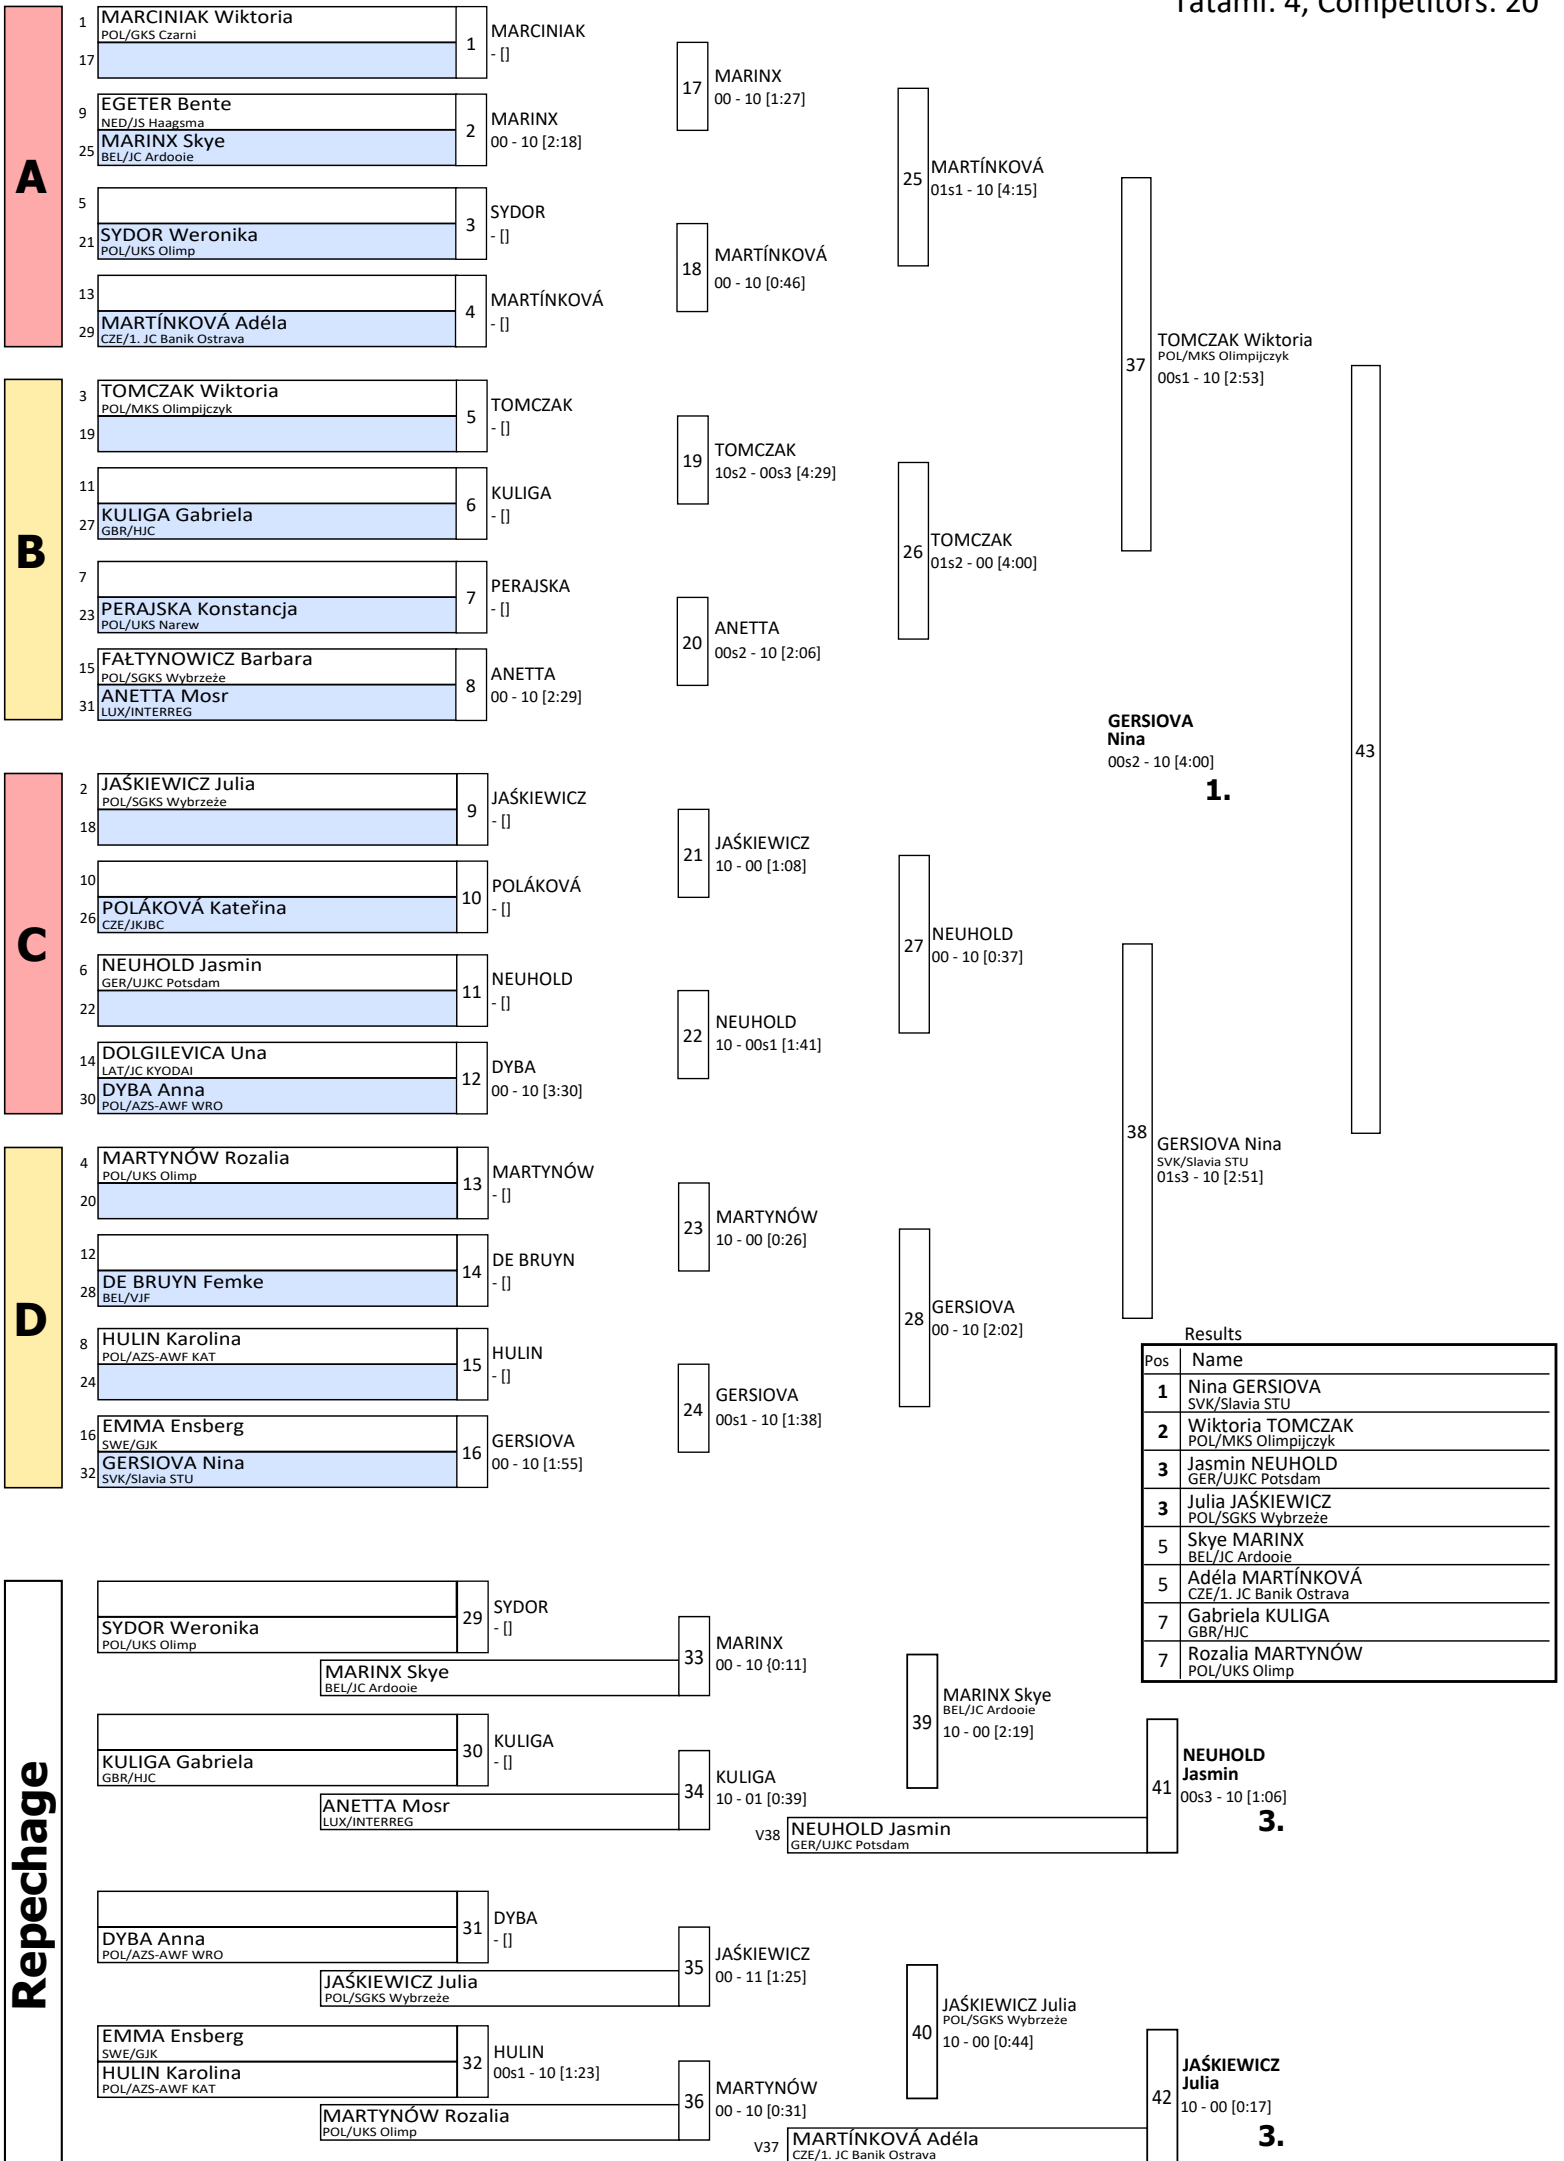 Tatami: 4, Competitors: 20
A
1 MARCINIAK Wiktoria
POL/GKS Czarni
17
1 MARCINIAK
- []
9 EGETER Bente
NED/JS Haagsma
25 MARINX Skye
BEL/JC Ardooie
2 MARINX
00 - 10 [2:18]
5
21 SYDOR Weronika
POL/UKS Olimp
3 SYDOR
- []
13
29 MARTÍNKOVÁ Adéla
CZE/1. JC Banik Ostrava
4 MARTÍNKOVÁ
- []
17 MARINX
00 - 10 [1:27]
18 MARTÍNKOVÁ
00 - 10 [0:46]
25 MARTÍNKOVÁ
01s1 - 10 [4:15]
B
3 TOMCZAK Wiktoria
POL/MKS Olimpijczyk
19
5 TOMCZAK
- []
11
27 KULIGA Gabriela
GBR/HJC
6 KULIGA
- []
7
23 PERAJSKA Konstancja
POL/UKS Narew
7 PERAJSKA
- []
15 FAŁTYNOWICZ Barbara
POL/SGKS Wybrzeże
31 ANETTA Mosr
LUX/INTERREG
8 ANETTA
00 - 10 [2:29]
19 TOMCZAK
10s2 - 00s3 [4:29]
20 ANETTA
00s2 - 10 [2:06]
26 TOMCZAK
01s2 - 00 [4:00]
37 TOMCZAK Wiktoria
POL/MKS Olimpijczyk
00s1 - 10 [2:53]
GERSIOVA
Nina
00s2 - 10 [4:00]
1.
43
C
2 JAŚKIEWICZ Julia
POL/SGKS Wybrzeże
18
9 JAŚKIEWICZ
- []
10
26 POLÁKOVÁ Kateřina
CZE/JKJBC
10 POLÁKOVÁ
- []
6 NEUHOLD Jasmin
GER/UJKC Potsdam
22
11 NEUHOLD
- []
14 DOLGILEVICA Una
LAT/JC KYODAI
30 DYBA Anna
POL/AZS-AWF WRO
12 DYBA
00 - 10 [3:30]
21 JAŚKIEWICZ
10 - 00 [1:08]
22 NEUHOLD
10 - 00s1 [1:41]
27 NEUHOLD
00 - 10 [0:37]
D
4 MARTYNÓW Rozalia
POL/UKS Olimp
20
13 MARTYNÓW
- []
12
28 DE BRUYN Femke
BEL/VJF
14 DE BRUYN
- []
8 HULIN Karolina
POL/AZS-AWF KAT
24
15 HULIN
- []
16 EMMA Ensberg
SWE/GJK
32 GERSIOVA Nina
SVK/Slavia STU
16 GERSIOVA
00 - 10 [1:55]
23 MARTYNÓW
10 - 00 [0:26]
24 GERSIOVA
00s1 - 10 [1:38]
28 GERSIOVA
00 - 10 [2:02]
38 GERSIOVA Nina
SVK/Slavia STU
01s3 - 10 [2:51]
Results
Pos Name
1 Nina GERSIOVA
SVK/Slavia STU
2 Wiktoria TOMCZAK
POL/MKS Olimpijczyk
3 Jasmin NEUHOLD
GER/UJKC Potsdam
3 Julia JAŚKIEWICZ
POL/SGKS Wybrzeże
5 Skye MARINX
BEL/JC Ardooie
5 Adéla MARTÍNKOVÁ
CZE/1. JC Banik Ostrava
7 Gabriela KULIGA
GBR/HJC
7 Rozalia MARTYNÓW
POL/UKS Olimp
Repechage
SYDOR Weronika
POL/UKS Olimp
29 SYDOR
- []
MARINX Skye
BEL/JC Ardooie
33 MARINX
00 - 10 {0:11]
KULIGA Gabriela
GBR/HJC
30 KULIGA
- []
ANETTA Mosr
LUX/INTERREG
34 KULIGA
10 - 01 [0:39]
39 MARINX Skye
BEL/JC Ardooie
10 - 00 [2:19]
V38 NEUHOLD Jasmin
GER/UJKC Potsdam
41 NEUHOLD
Jasmin
00s3 - 10 [1:06]
3.
DYBA Anna
POL/AZS-AWF WRO
31 DYBA
- []
JAŚKIEWICZ Julia
POL/SGKS Wybrzeże
35 JAŚKIEWICZ
00 - 11 [1:25]
EMMA Ensberg
SWE/GJK
HULIN Karolina
POL/AZS-AWF KAT
32 HULIN
00s1 - 10 [1:23]
MARTYNÓW Rozalia
POL/UKS Olimp
36 MARTYNÓW
00 - 10 [0:31]
40 JAŚKIEWICZ Julia
POL/SGKS Wybrzeże
10 - 00 [0:44]
V37 MARTÍNKOVÁ Adéla
CZE/1. JC Banik Ostrava
42 JAŚKIEWICZ
Julia
10 - 00 [0:17]
3.